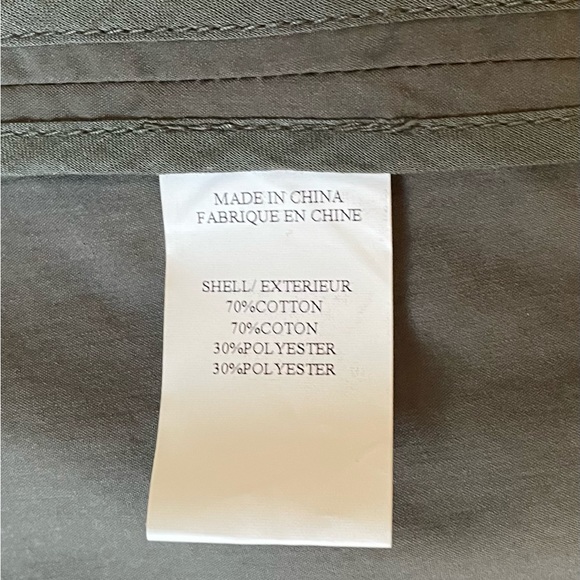 MADE IN CHINA
FABRIQUE EN CHINE
SHELL/ EXTERIEUR
70%COTTON
70%COTON
30%POLYESTER
30%POLYESTER